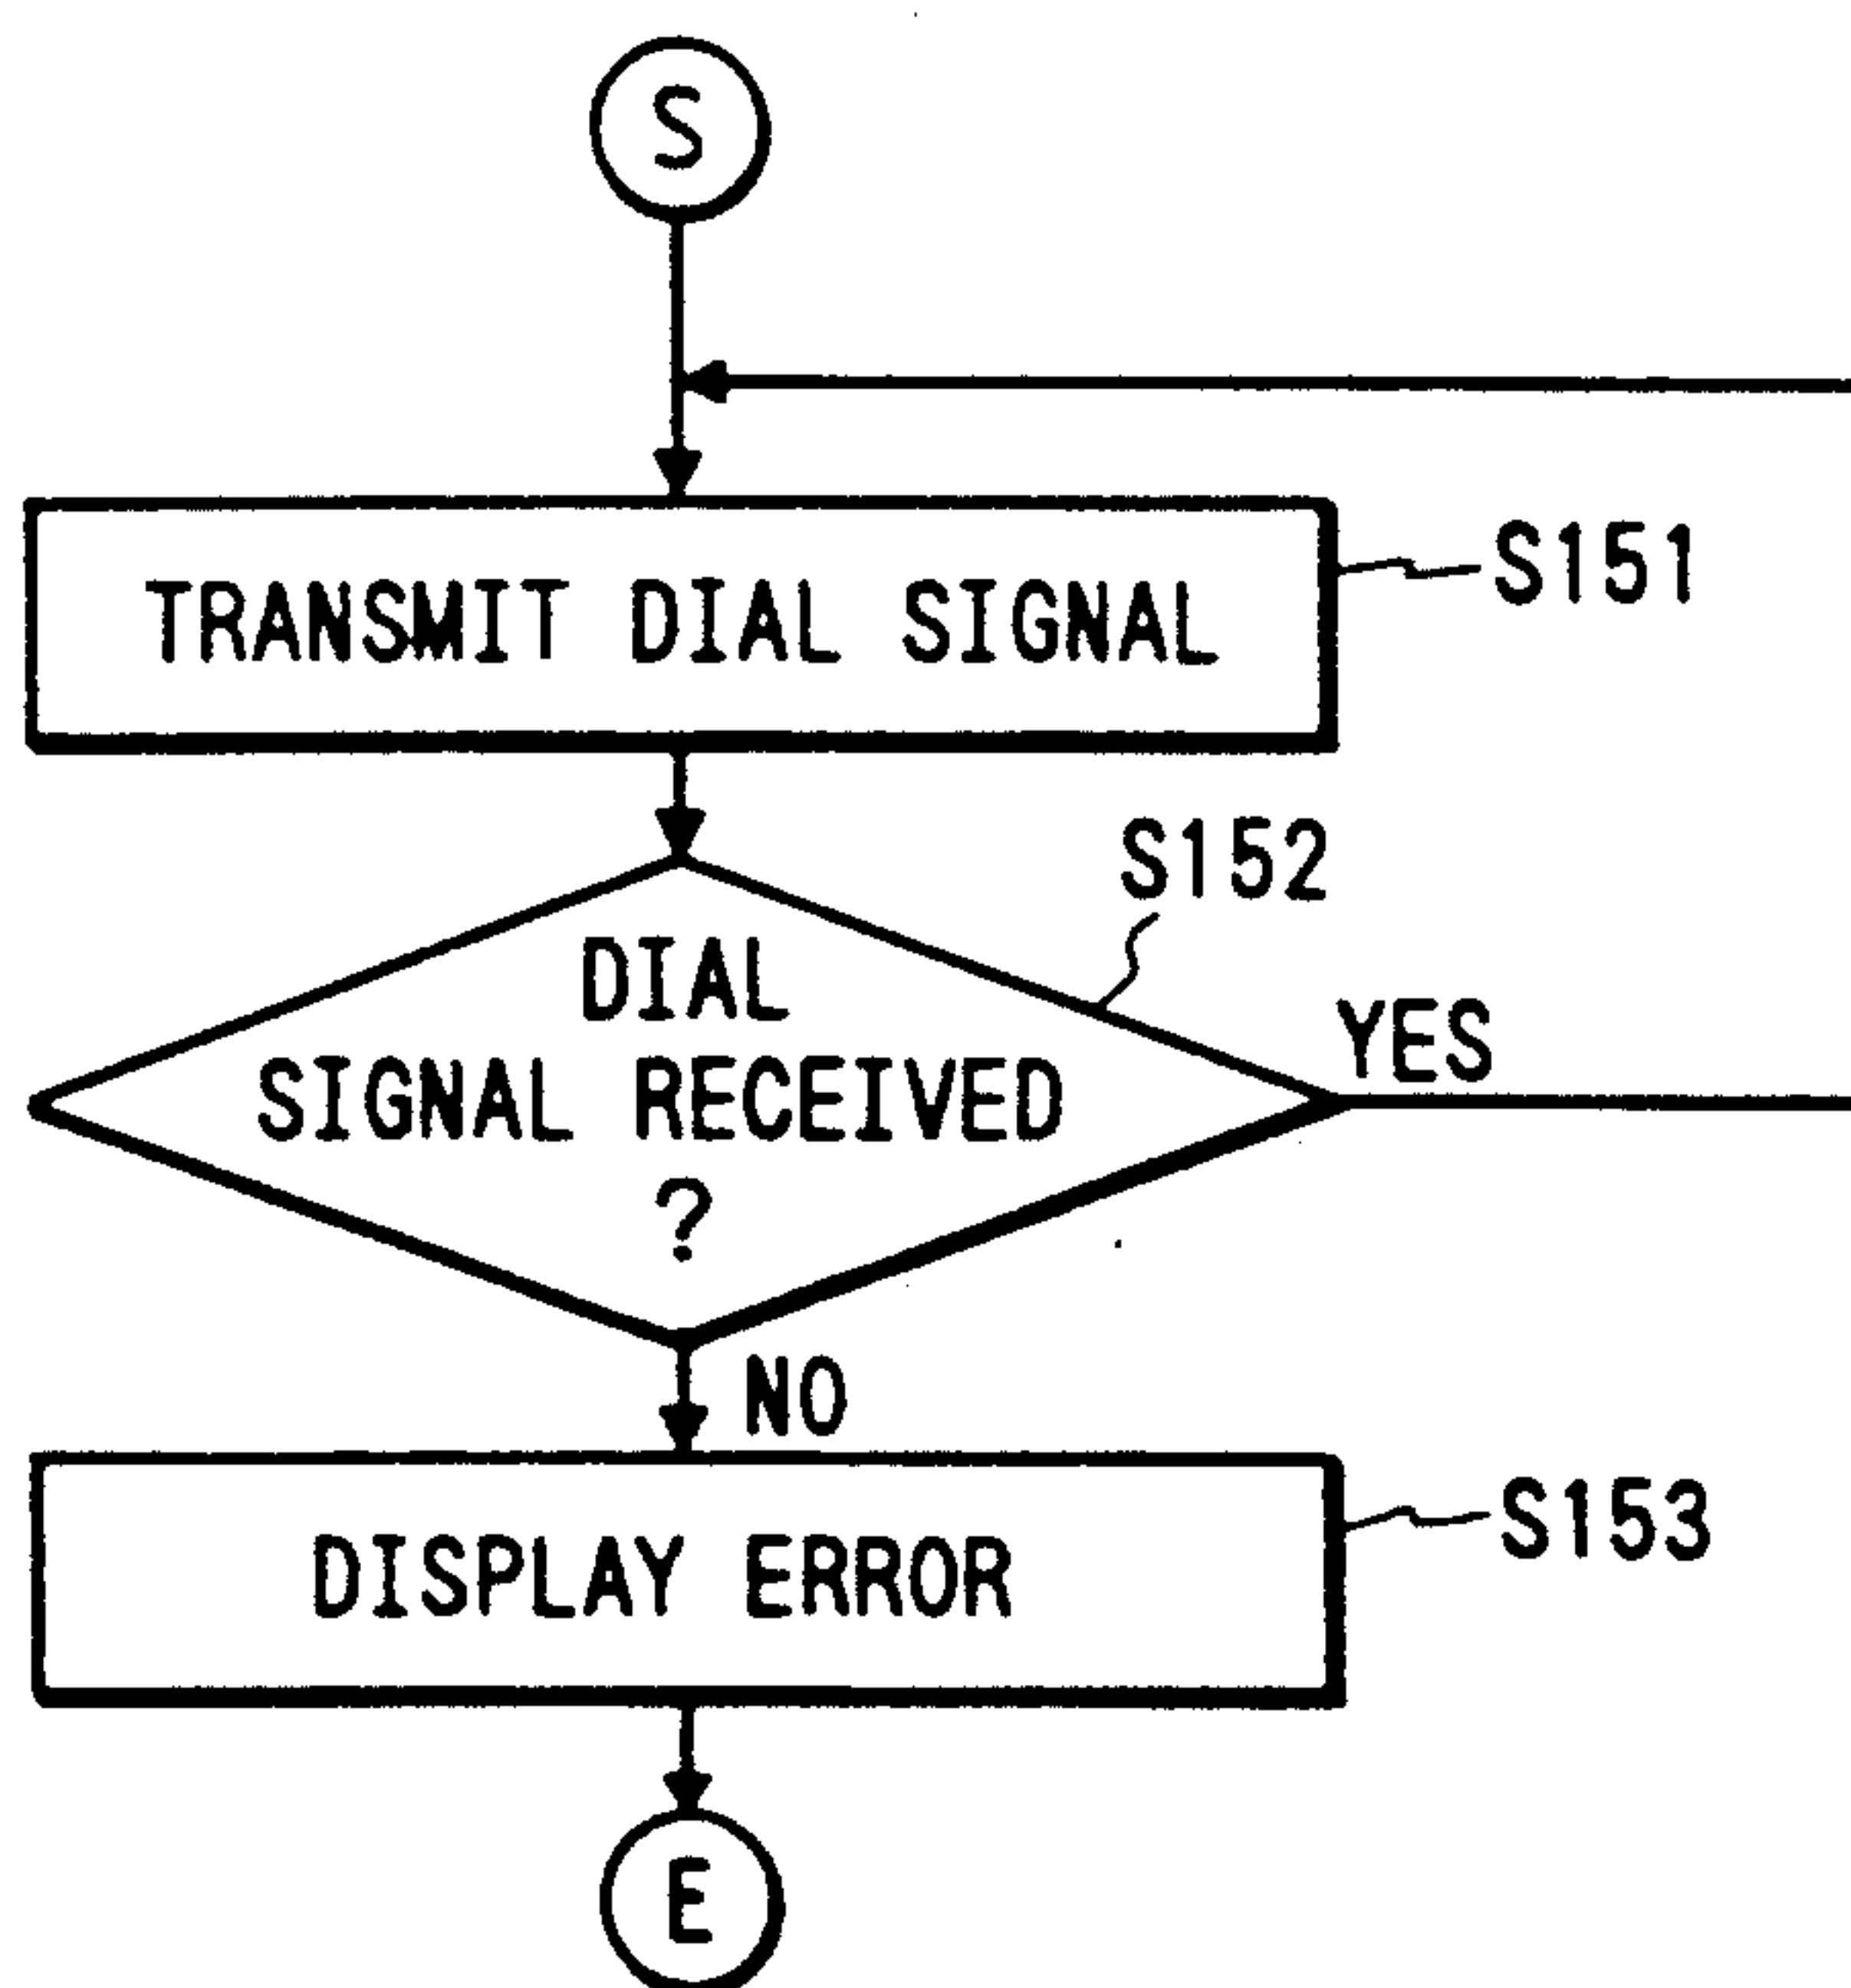 S
TRANSMIT DIAL SIGNAL
S151
S152
DIAL
SIGNAL RECEIVED
?
YES
NO
DISPLAY ERROR
S153
E